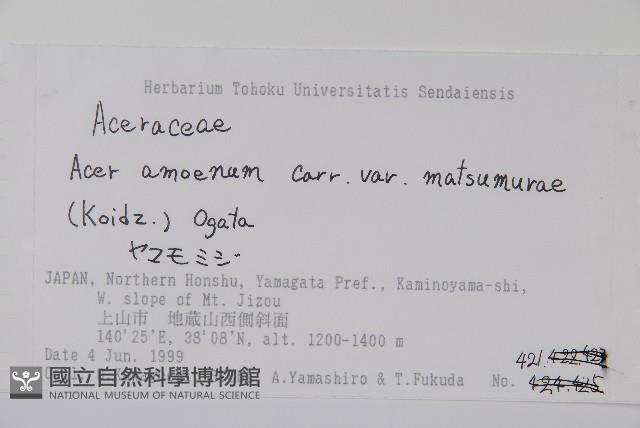 Herbarium Tohoku Universitatis Sendaiensis
Aceraceae
Acer amoenum Carr. var. matsumurae
(Koidz.) Ogata
ヤマモミジ
JAPAN, Northern Honshu, Yamagata Pref., Kaminoyama-shi,
W. slope of Mt. Jizou
上山市 地蔵山西側斜面
140°25'E, 38°08'N, alt. 1200-1400 m
Date 4 Jun. 1999
A.Yamashiro & T.Fukuda No. 421.
國立自然科學博物館
NATIONAL MUSEUM OF NATURAL SCIENCE